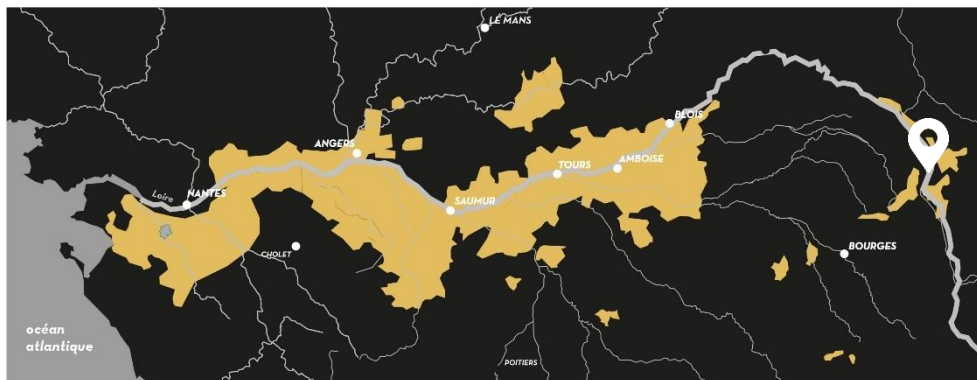 LE MANS
BLOIS
ANGERS
TOURS
AMBOISE
Loire
NANTES
SAUMUR
CHOLET
BOURGES
océan
atlantique
POITIERS